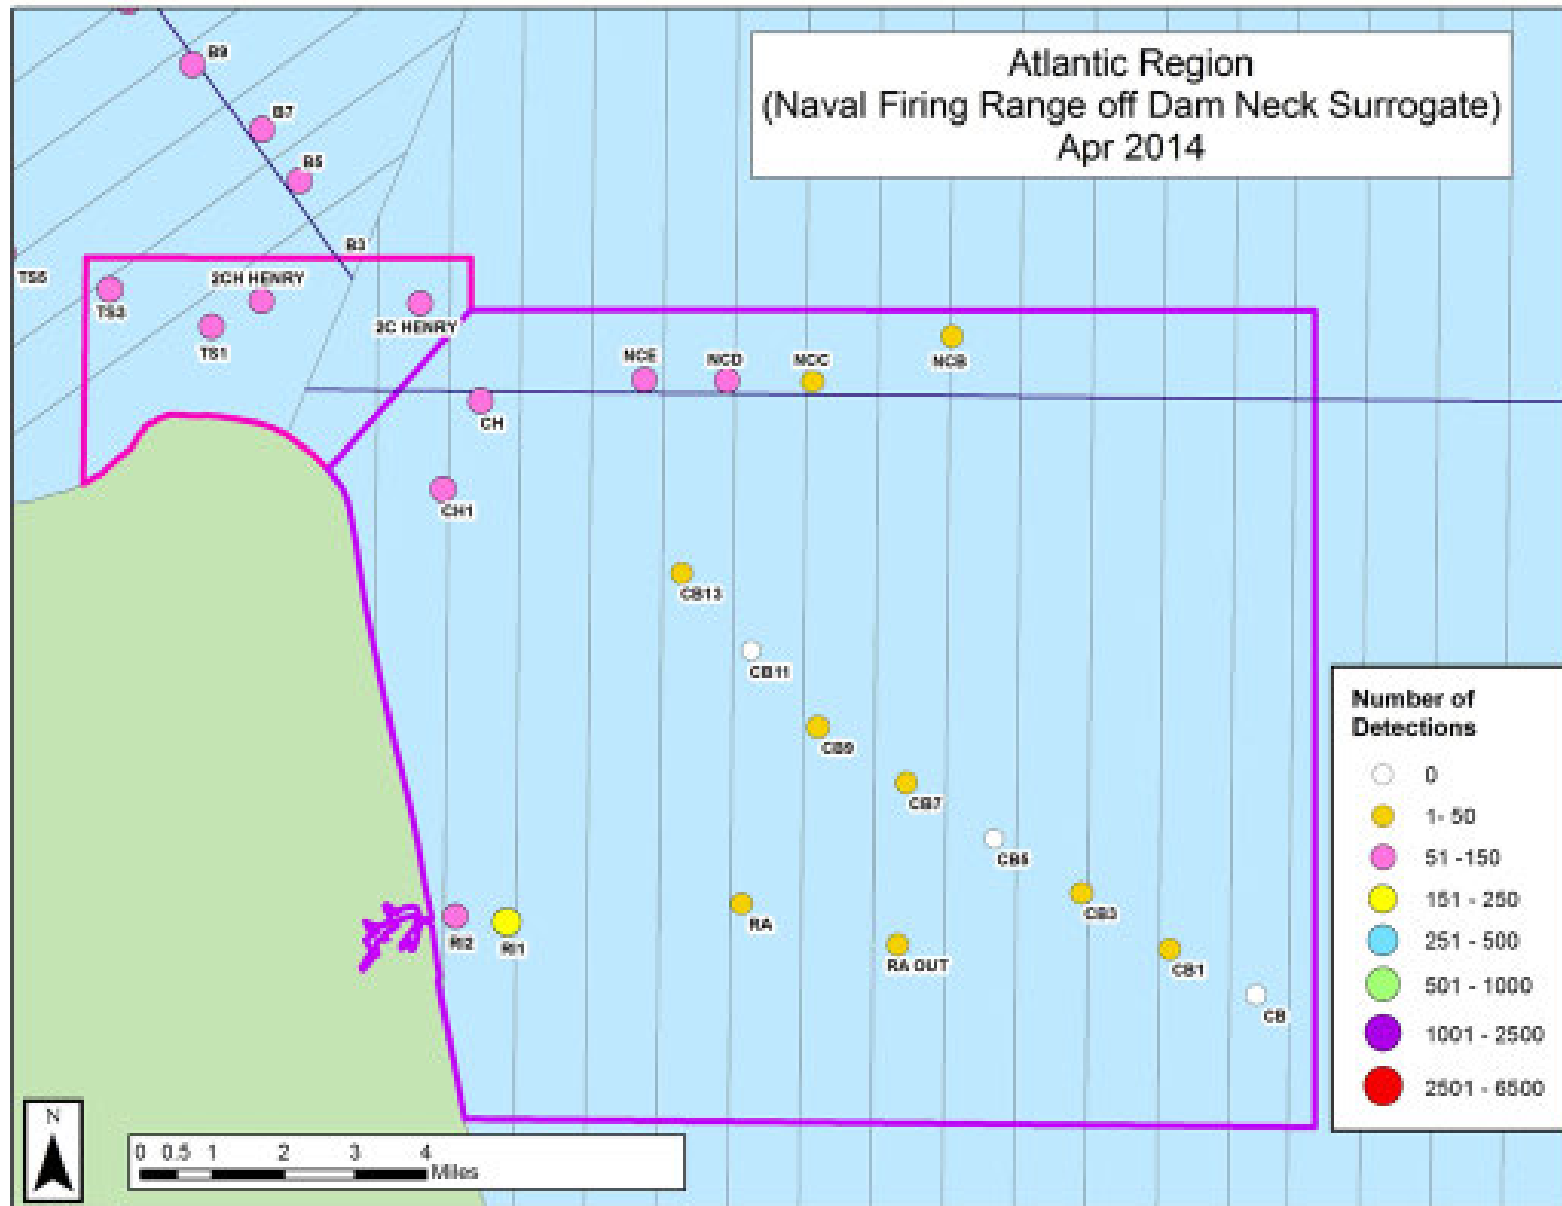 Atlantic Region
(Naval Firing Range off Dam Neck Surrogate)
Apr 2014
B9
B7
B5
B3
TS5
TS3
2CH HENRY
TS1
2C HENRY
NCE
NCD
NCC
NCB
CH
CH1
CB13
CB11
CB9
CB7
CB5
CB3
CB1
CB
RI2
RI1
RA
RA OUT
Number of
Detections
0
1- 50
51 -150
151 - 250
251 - 500
501 - 1000
1001 - 2500
2501 - 6500
N
0 0.5 1 2 3 4
Miles